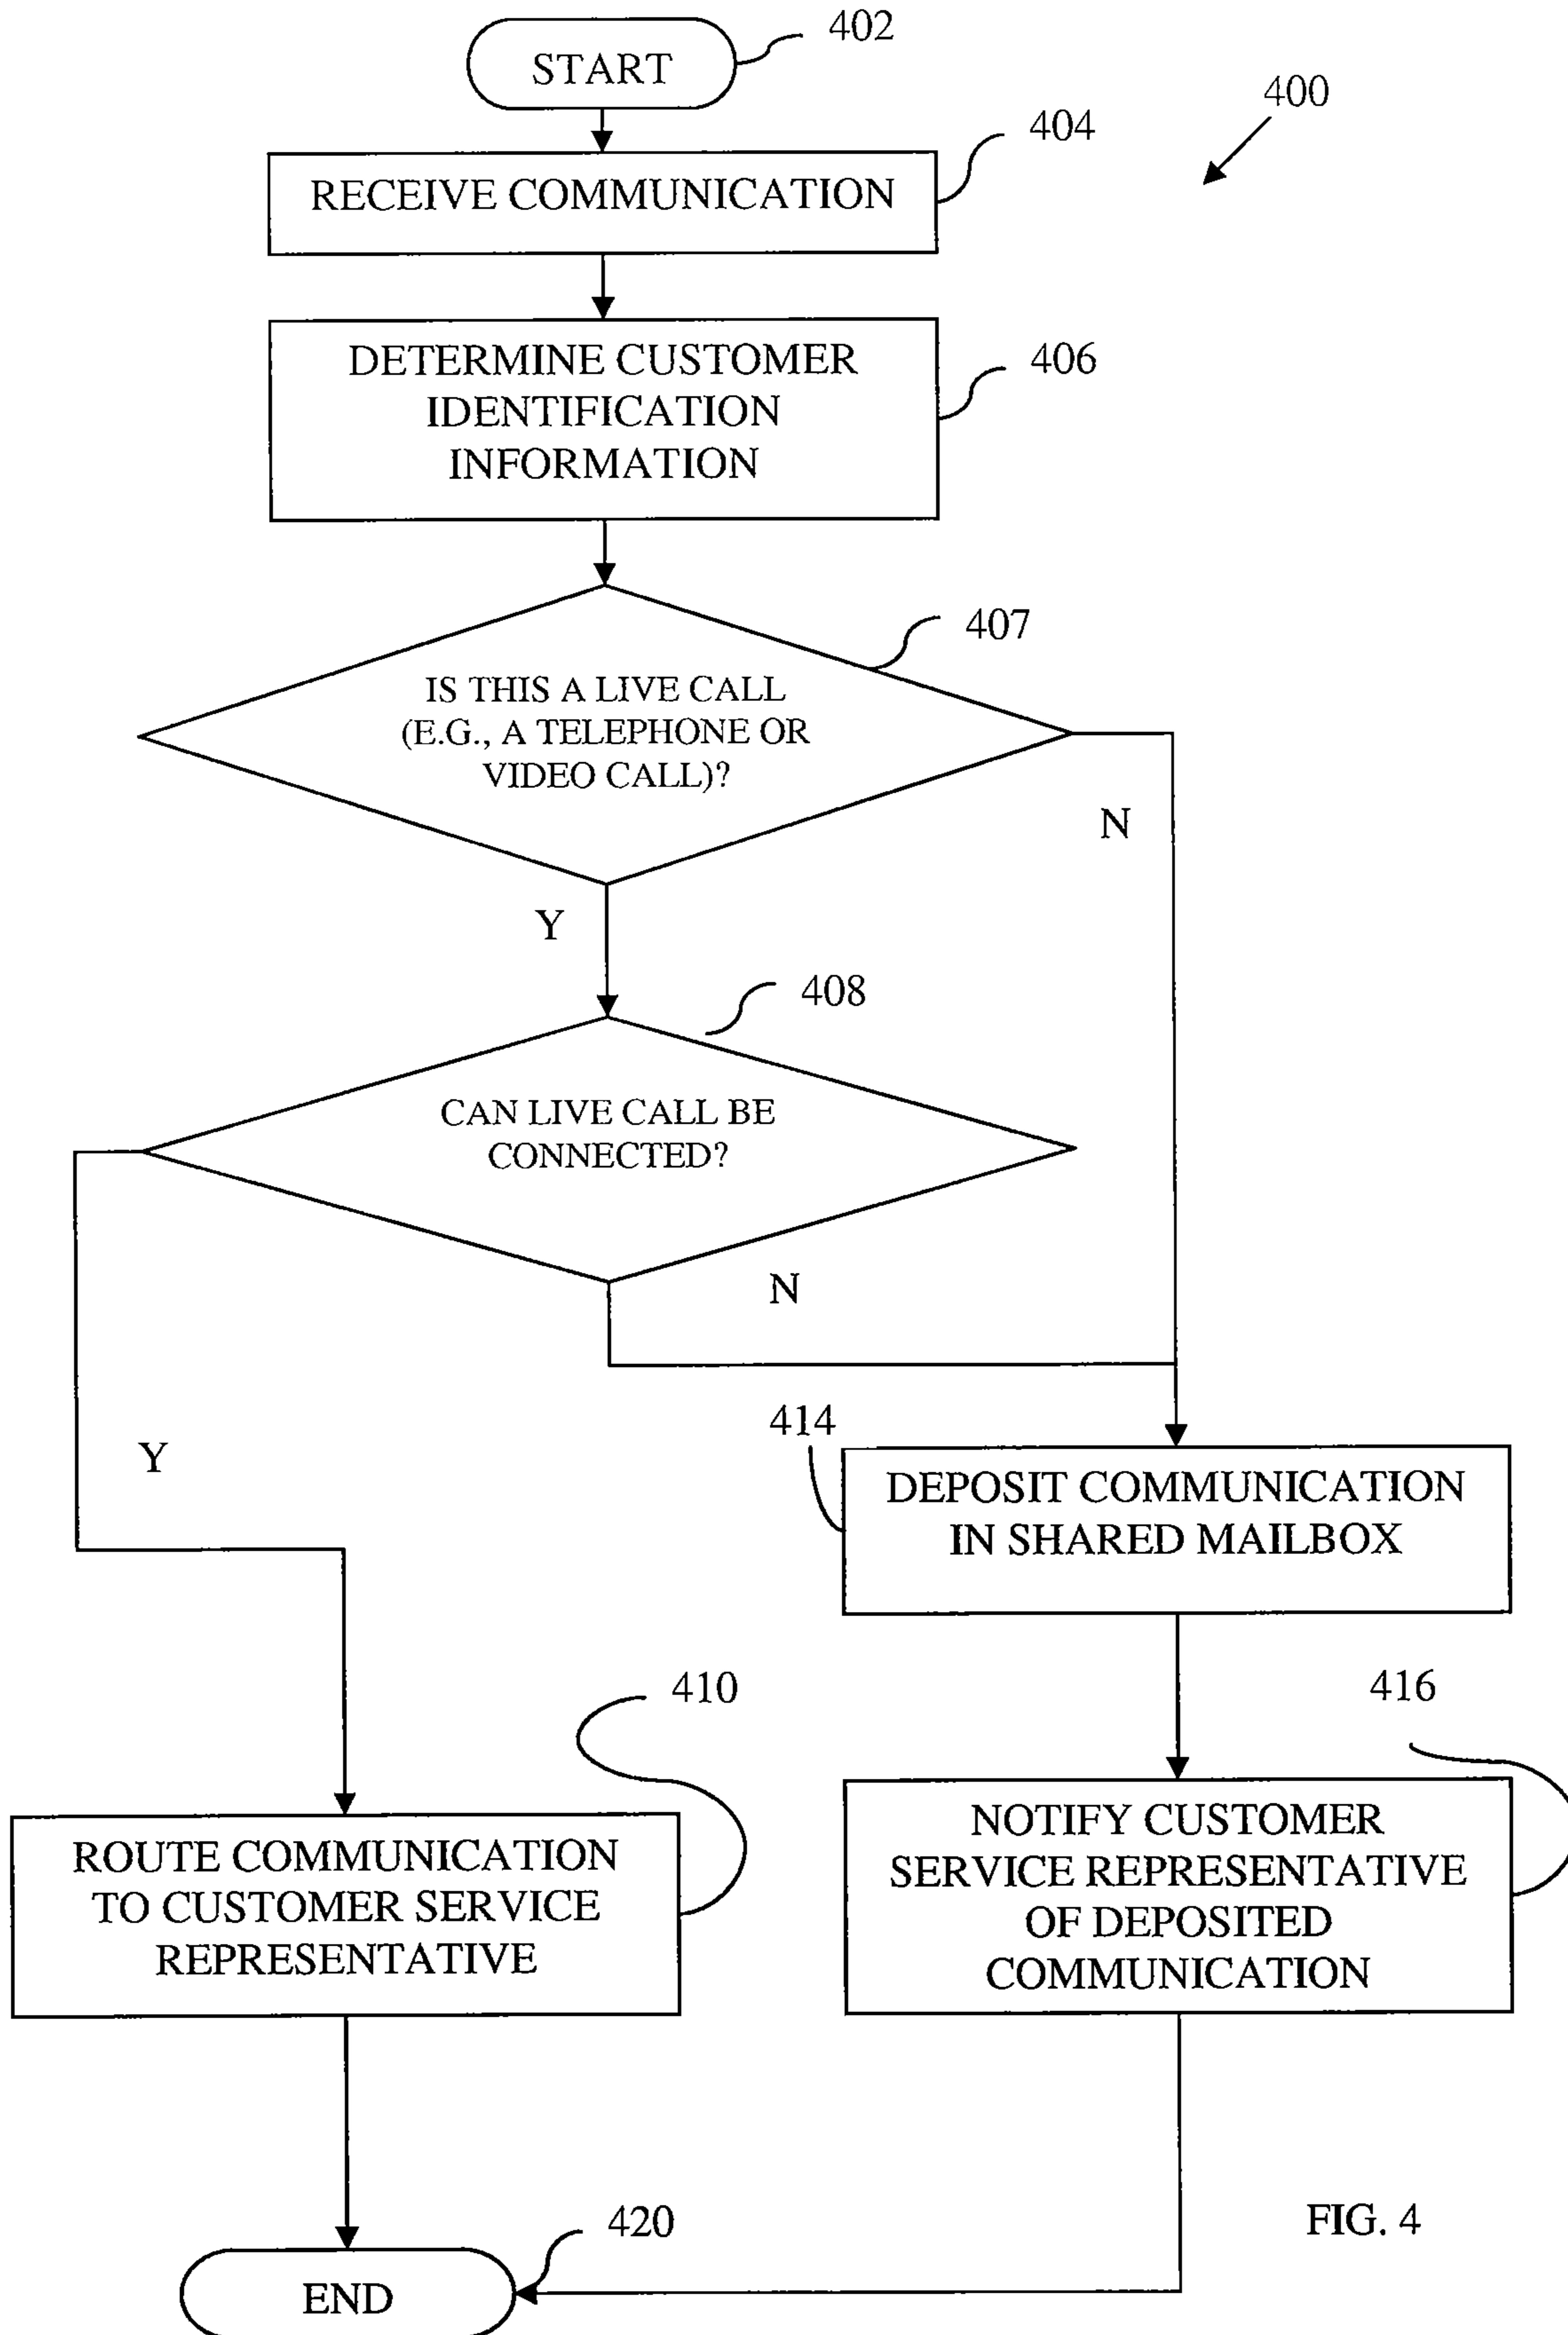 402
START
400
404
RECEIVE COMMUNICATION
406
DETERMINE CUSTOMER
IDENTIFICATION
INFORMATION
407
IS THIS A LIVE CALL
(E.G., A TELEPHONE OR
VIDEO CALL)?
N
Y
408
CAN LIVE CALL BE
CONNECTED?
N
Y
414
DEPOSIT COMMUNICATION
IN SHARED MAILBOX
410
416
ROUTE COMMUNICATION
TO CUSTOMER SERVICE
REPRESENTATIVE
NOTIFY CUSTOMER
SERVICE REPRESENTATIVE
OF DEPOSITED
COMMUNICATION
420
FIG. 4
END